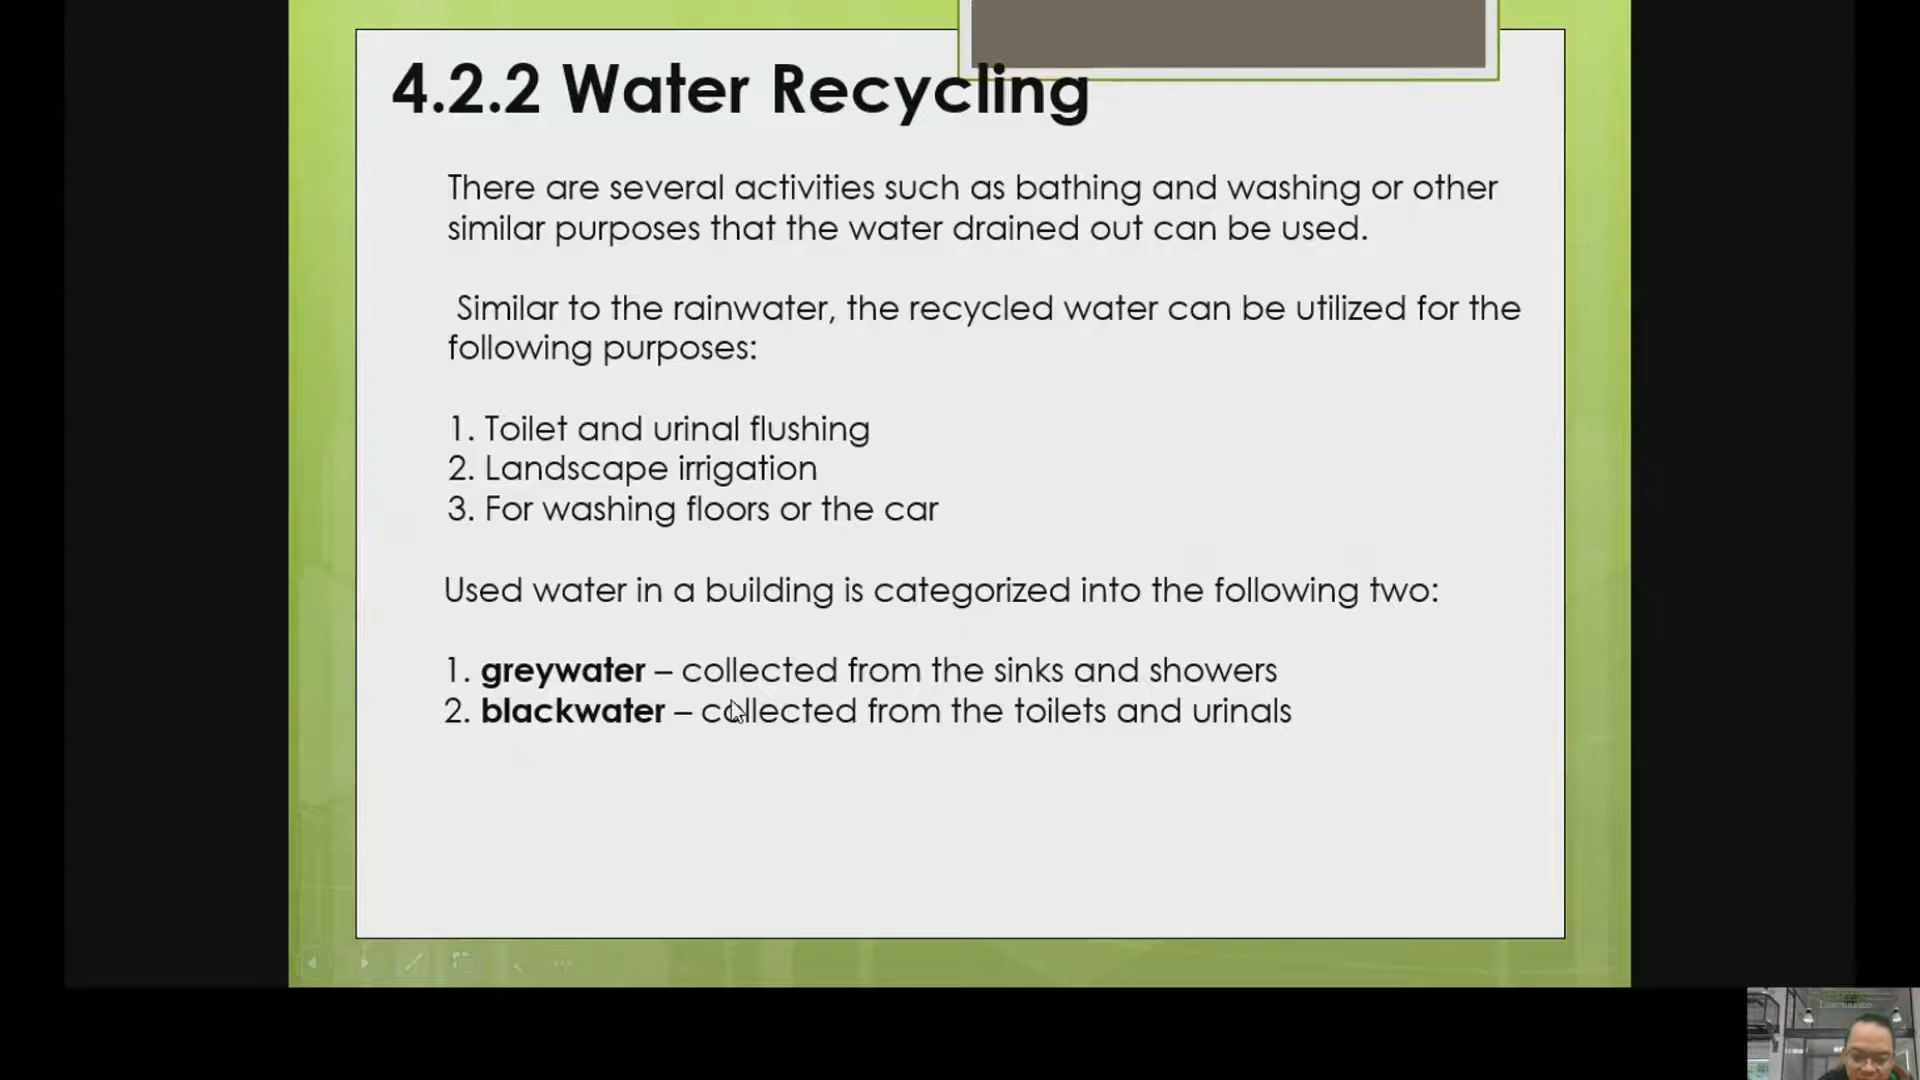 4.2.2 Water Recycling
There are several activities such as bathing and washing or other
similar purposes that the water drained out can be used.
Similar to the rainwater, the recycled water can be utilized for the
following purposes:
1. Toilet and urinal flushing
2. Landscape irrigation
3. For washing floors or the car
Used water in a building is categorized into the following two:
1. greywater – collected from the sinks and showers
2. blackwater – collected from the toilets and urinals